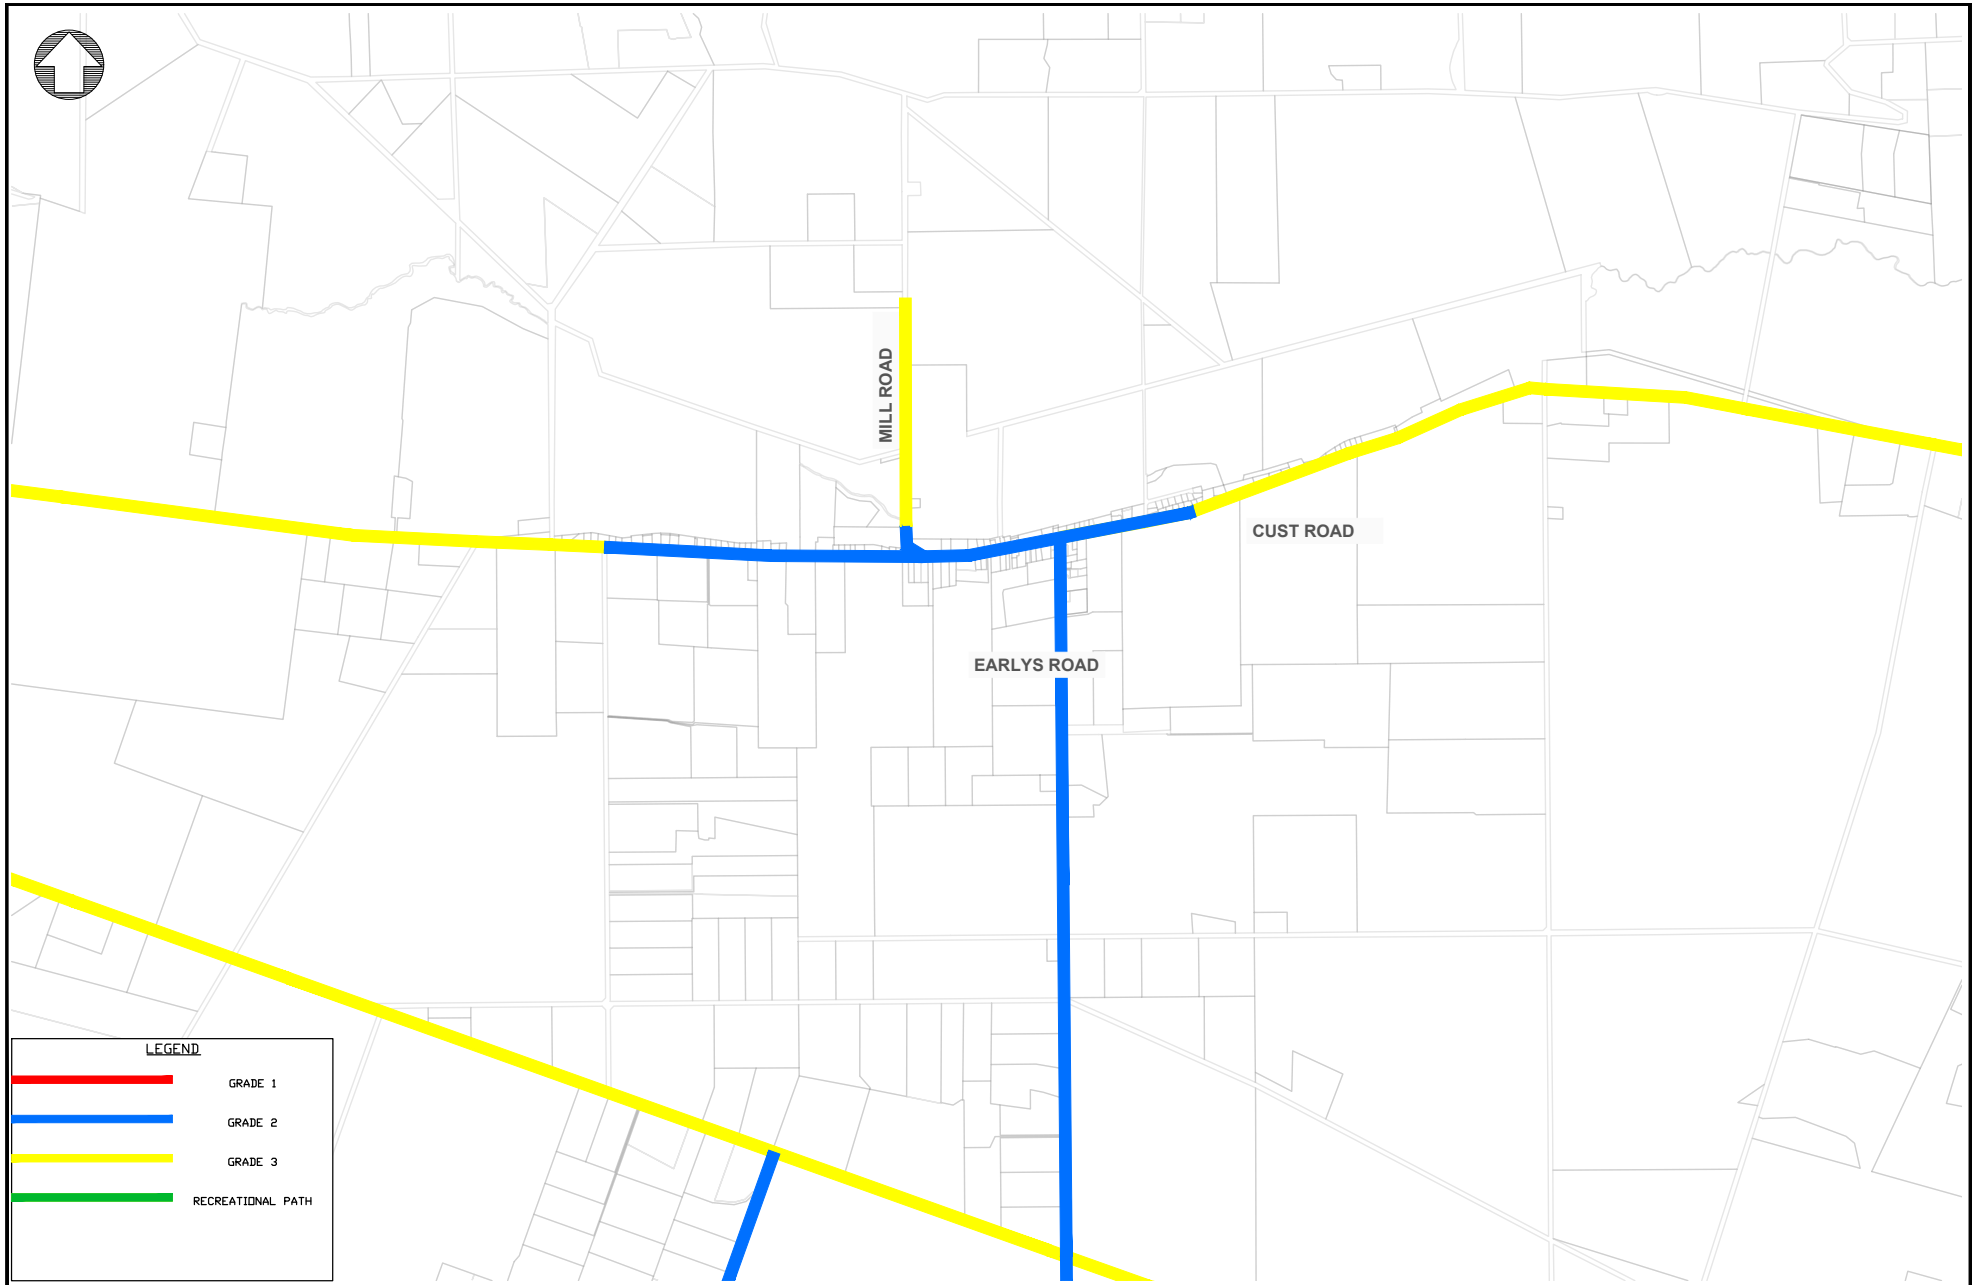 MILL ROAD
CUST ROAD
EARLYS ROAD
LEGEND
GRADE 1
GRADE 2
GRADE 3
RECREATIONAL PATH